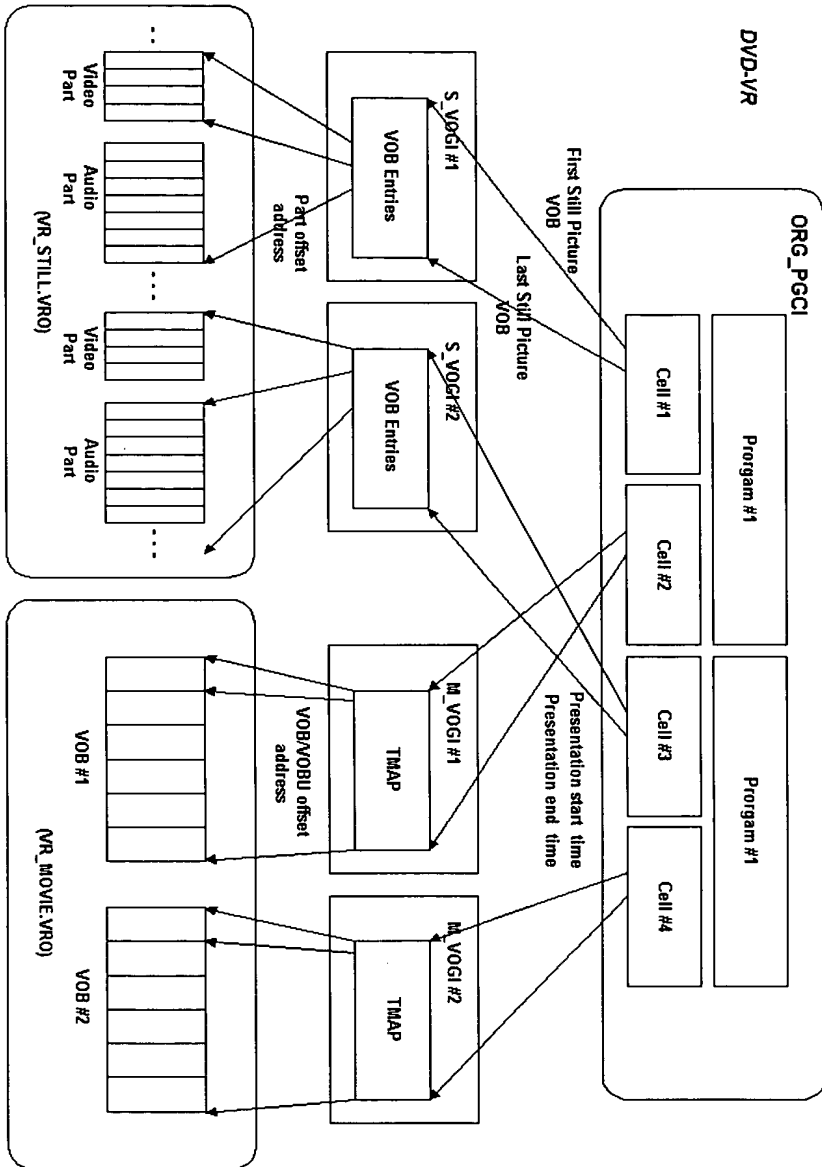 DVD-VR
ORG_PGCI
Prorgam #1
Prorgam #1
Cell #1
Cell #2
Cell #3
Cell #4
First Still Picture
VOB
Last Still Picture
VOB
Presentation start time
Presentation end time
S_VOGI #1
VOB Entries
S_VOGI #2
VOB Entries
M_VOGI #1
TMAP
M_VOGI #2
TMAP
Part offset
address
VOB/VOBU offset
address
...
Video
Part
Audio
Part
...
Video
Part
Audio
Part
...
(VR_STILL.VRO)
VOB #1
VOB #2
(VR_MOVIE.VRO)